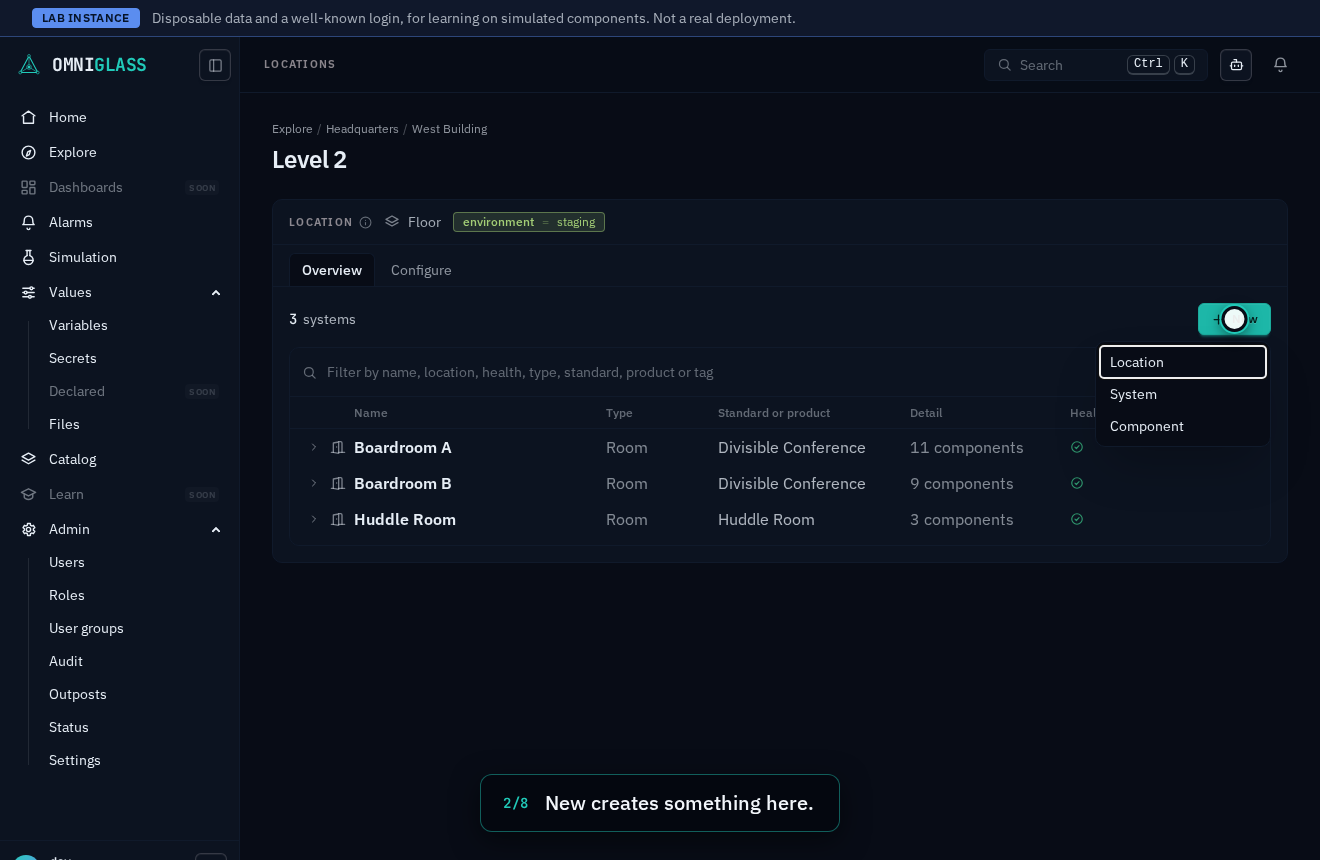 LAB INSTANCE Disposable data and a well-known login, for learning on simulated components. Not a real deployment.
OMNIGLASS
LOCATIONS
Search Ctrl K
Home
Explore
Dashboards SOON
Alarms
Simulation
Values
Variables
Secrets
Declared SOON
Files
Catalog
Learn SOON
Admin
Users
Roles
User groups
Audit
Outposts
Status
Settings
Explore / Headquarters / West Building
Level 2
LOCATION Floor environment = staging
Overview Configure
3 systems
Location
System
Component
Filter by name, location, health, type, standard, product or tag
Name Type Standard or product Detail
Boardroom A Room Divisible Conference 11 components
Boardroom B Room Divisible Conference 9 components
Huddle Room Room Huddle Room 3 components
2/8 New creates something here.